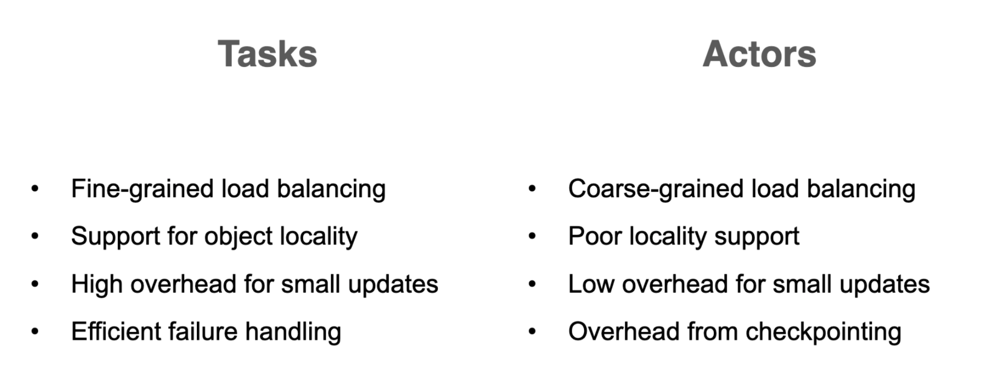 Tasks
• Fine-grained load balancing
• Support for object locality
• High overhead for small updates
• Efficient failure handling
Actors
• Coarse-grained load balancing
• Poor locality support
• Low overhead for small updates
• Overhead from checkpointing